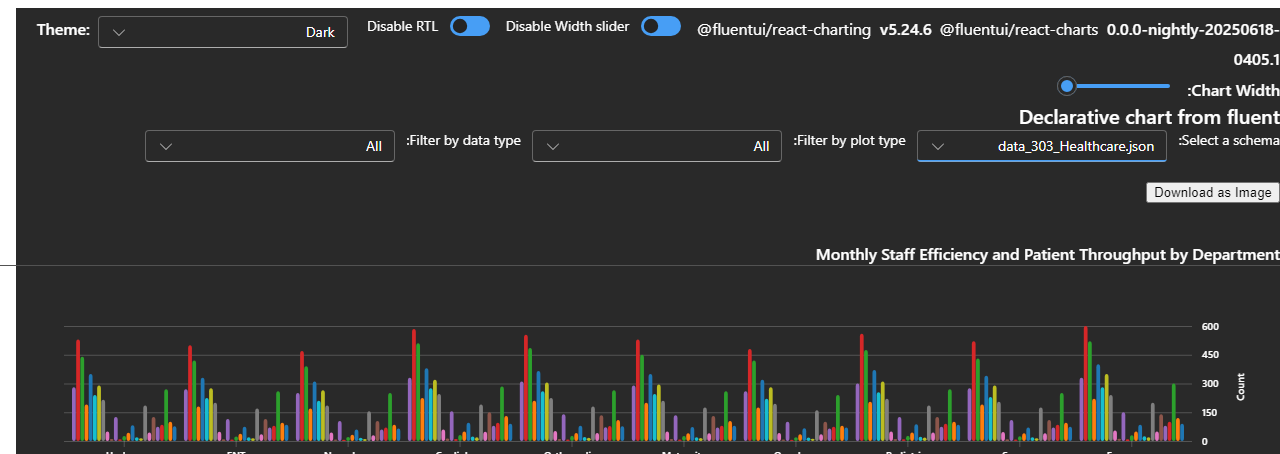 Theme: Dark Disable RTL Disable Width slider @fluentui/react-charting v5.24.6 @fluentui/react-charts 0.0.0-nightly-20250618-
0405.1
:Chart Width
Declarative chart from fluent
:Select a schema data_303_Healthcare.json :Filter by plot type All :Filter by data type All
Download as Image
Monthly Staff Efficiency and Patient Throughput by Department
600
450
300
150
0
Count